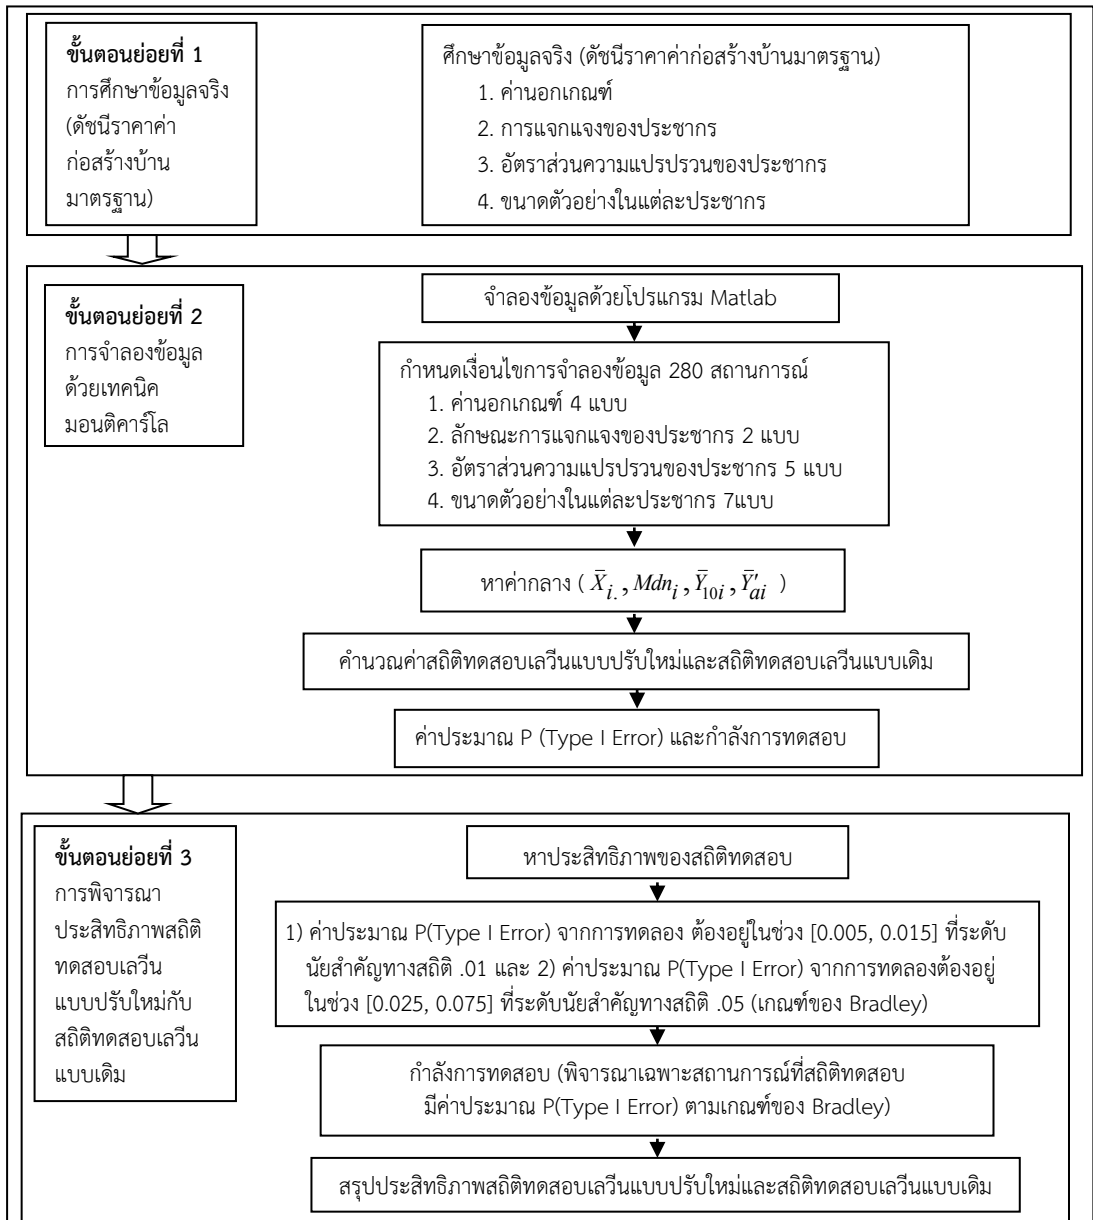 ขั้นตอนย่อยที่ 1
การศึกษาข้อมูลจริง
(ดัชนีราคาค่า
ก่อสร้างบ้าน
มาตรฐาน)
ศึกษาข้อมูลจริง (ดัชนีราคาค่าก่อสร้างบ้านมาตรฐาน)
1. ค่านอกเกณฑ์
2. การแจกแจงของประชากร
3. อัตราส่วนความแปรปรวนของประชากร
4. ขนาดตัวอย่างในแต่ละประชากร
ขั้นตอนย่อยที่ 2
การจำลองข้อมูล
ด้วยเทคนิค
มอนติคาร์โล
จำลองข้อมูลด้วยโปรแกรม Matlab
กำหนดเงื่อนไขการจำลองข้อมูล 280 สถานการณ์
1. ค่านอกเกณฑ์ 4 แบบ
2. ลักษณะการแจกแจงของประชากร 2 แบบ
3. อัตราส่วนความแปรปรวนของประชากร 5 แบบ
4. ขนาดตัวอย่างในแต่ละประชากร 7แบบ
หาค่ากลาง ( X̄i. , Mdni , Ȳ10i , Ȳ′ai )
คำนวณค่าสถิติทดสอบเลวีนแบบปรับใหม่และสถิติทดสอบเลวีนแบบเดิม
ค่าประมาณ P (Type I Error) และกำลังการทดสอบ
ขั้นตอนย่อยที่ 3
การพิจารณา
ประสิทธิภาพสถิติ
ทดสอบเลวีน
แบบปรับใหม่กับ
สถิติทดสอบเลวีน
แบบเดิม
หาประสิทธิภาพของสถิติทดสอบ
1) ค่าประมาณ P(Type I Error) จากการทดลอง ต้องอยู่ในช่วง [0.005, 0.015] ที่ระดับ
นัยสำคัญทางสถิติ .01 และ 2) ค่าประมาณ P(Type I Error) จากการทดลองต้องอยู่
ในช่วง [0.025, 0.075] ที่ระดับนัยสำคัญทางสถิติ .05 (เกณฑ์ของ Bradley)
กำลังการทดสอบ (พิจารณาเฉพาะสถานการณ์ที่สถิติทดสอบ
มีค่าประมาณ P(Type I Error) ตามเกณฑ์ของ Bradley)
สรุปประสิทธิภาพสถิติทดสอบเลวีนแบบปรับใหม่และสถิติทดสอบเลวีนแบบเดิม